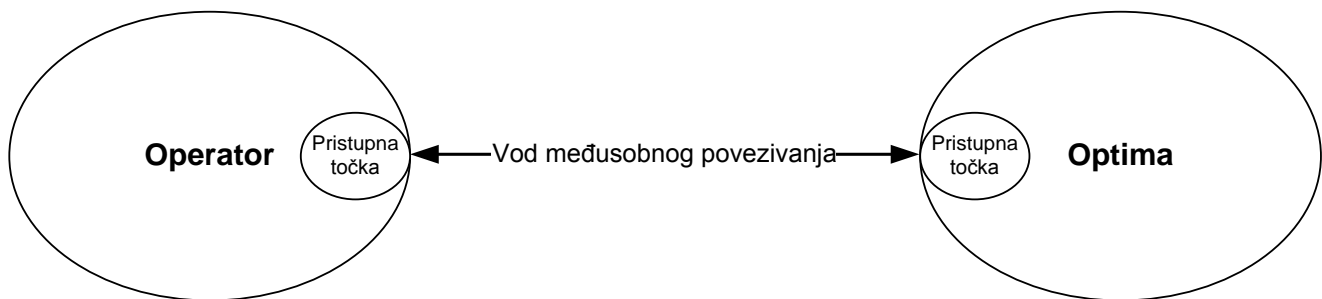 Operator
Pristupna
točka
Vod međusobnog povezivanja
Pristupna
točka
Optima